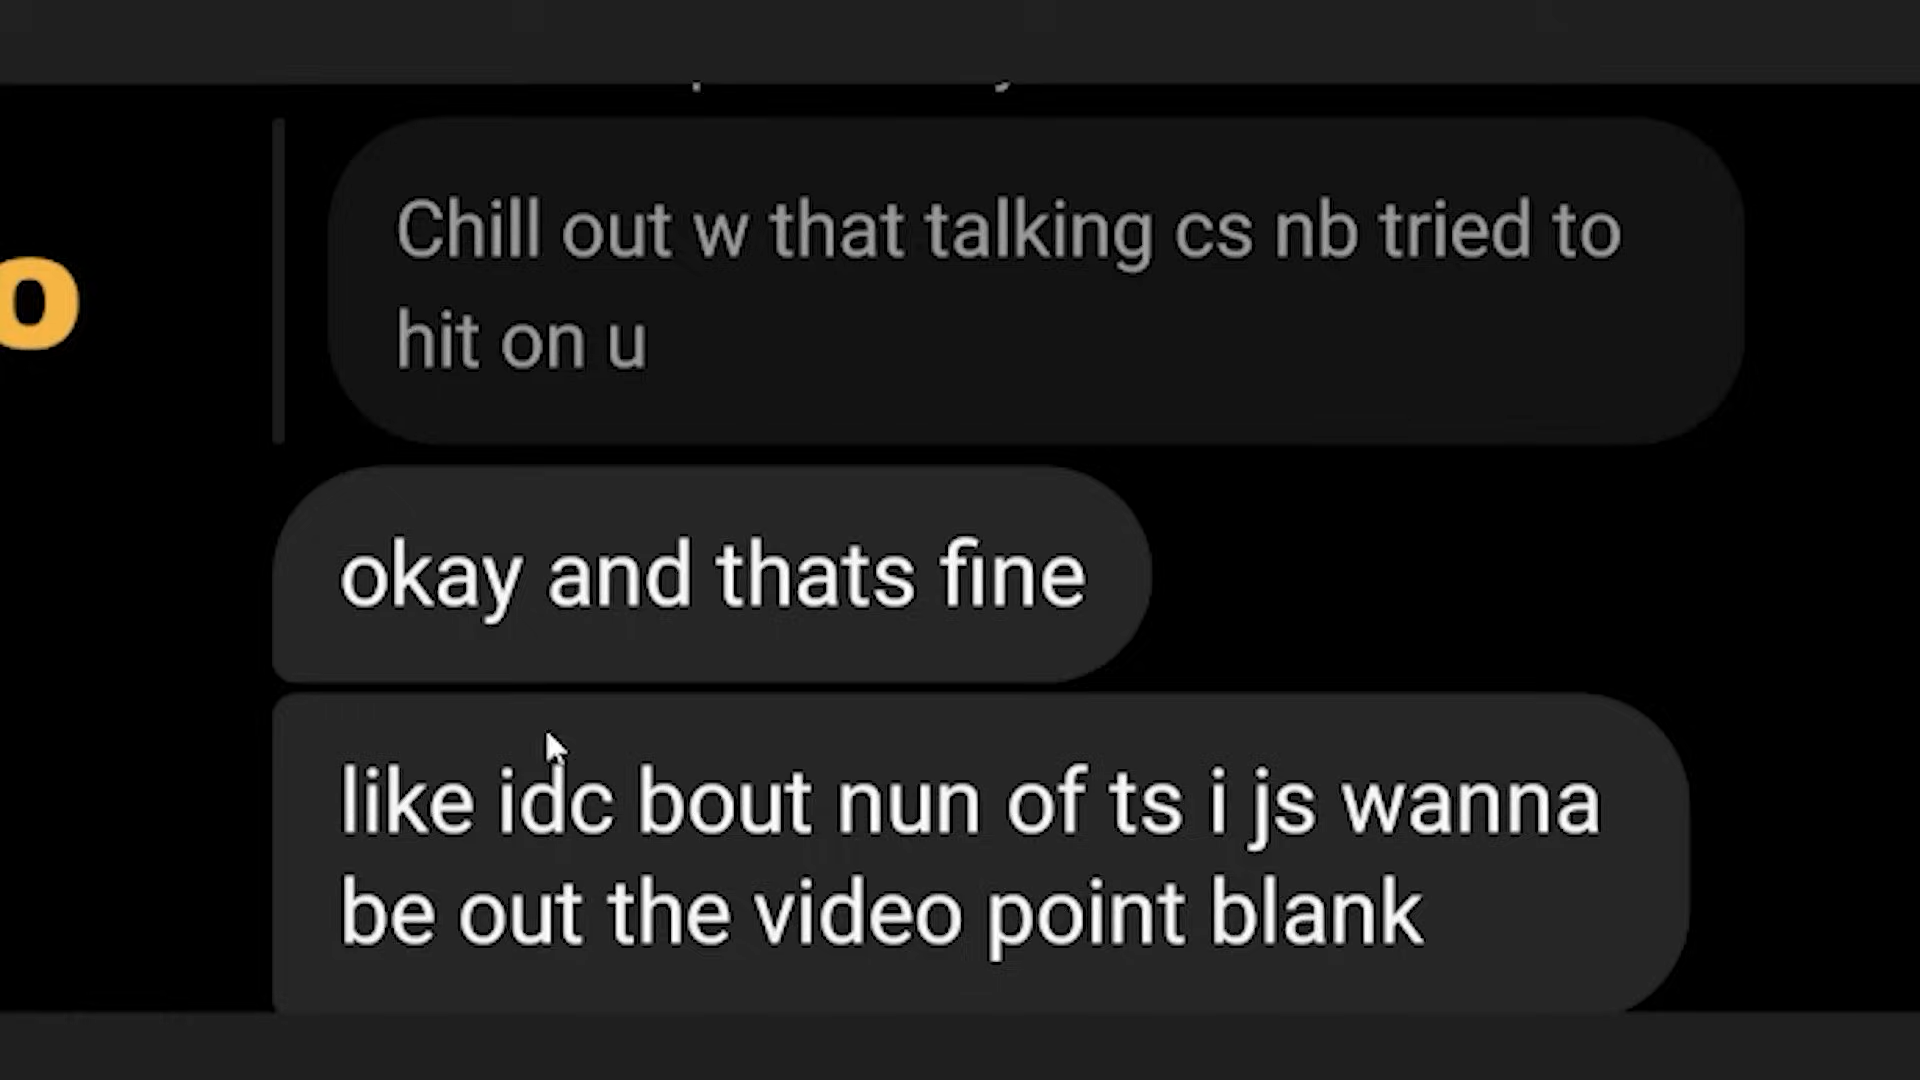 Chill out w that talking cs nb tried to
hit on u
o
okay and thats fine
like idc bout nun of ts i js wanna
be out the video point blank